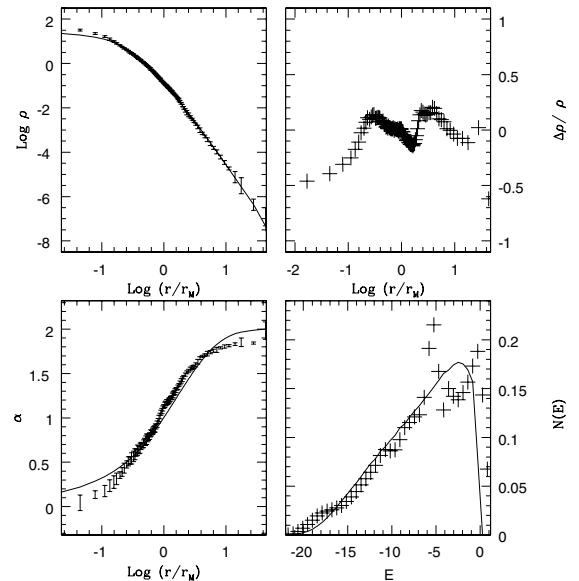 2
0
-2
-4
-6
-8
Log ρ
-1 0 1
Log (r/r_M)
1
0.5
0
-0.5
-1
Δρ/ρ
-2 -1 0 1
Log (r/r_M)
2
1.5
1
0.5
0
α
-1 0 1
Log (r/r_M)
0.2
0.15
0.1
0.05
0
N(E)
-20 -15 -10 -5 0
E